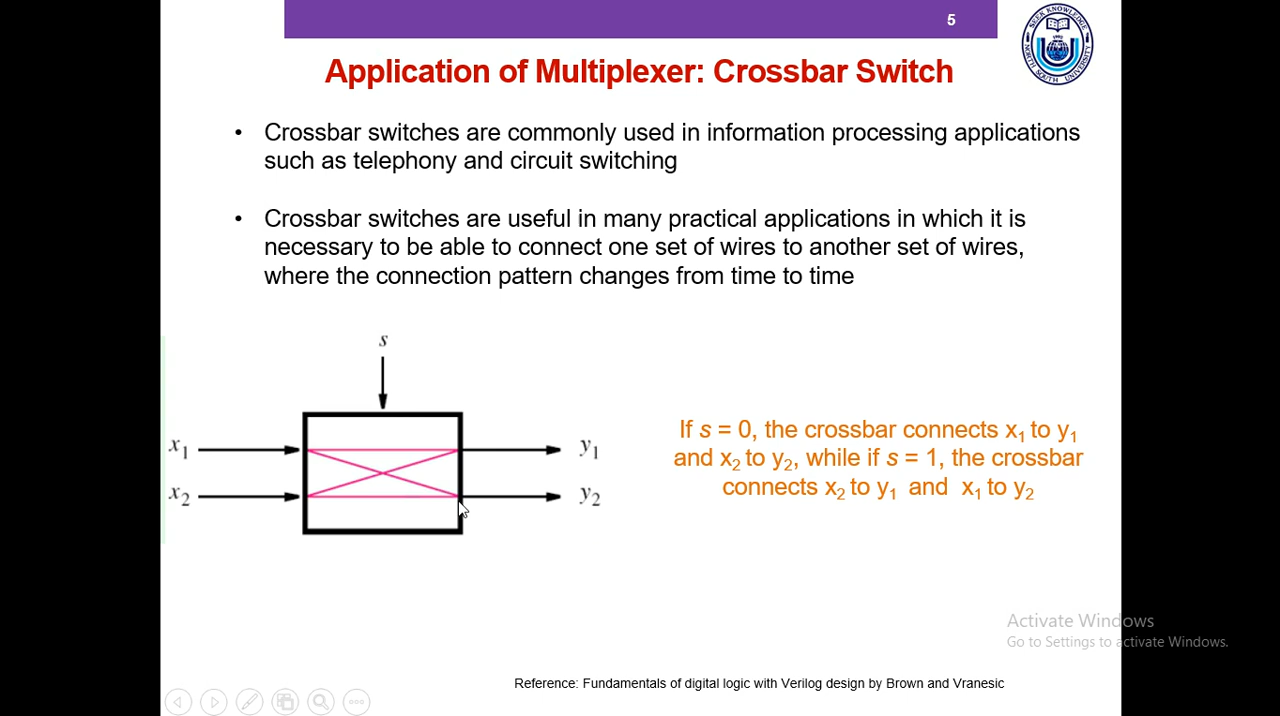 5
SEEK KNOWLEDGE
NORTH SOUTH UNIVERSITY
Application of Multiplexer: Crossbar Switch
• Crossbar switches are commonly used in information processing applications
such as telephony and circuit switching
• Crossbar switches are useful in many practical applications in which it is
necessary to be able to connect one set of wires to another set of wires,
where the connection pattern changes from time to time
s
x₁ y₁
x₂ y₂
If s = 0, the crossbar connects x₁ to y₁
and x₂ to y₂, while if s = 1, the crossbar
connects x₂ to y₁ and x₁ to y₂
Activate Windows
Go to Settings to activate Windows.
Reference: Fundamentals of digital logic with Verilog design by Brown and Vranesic